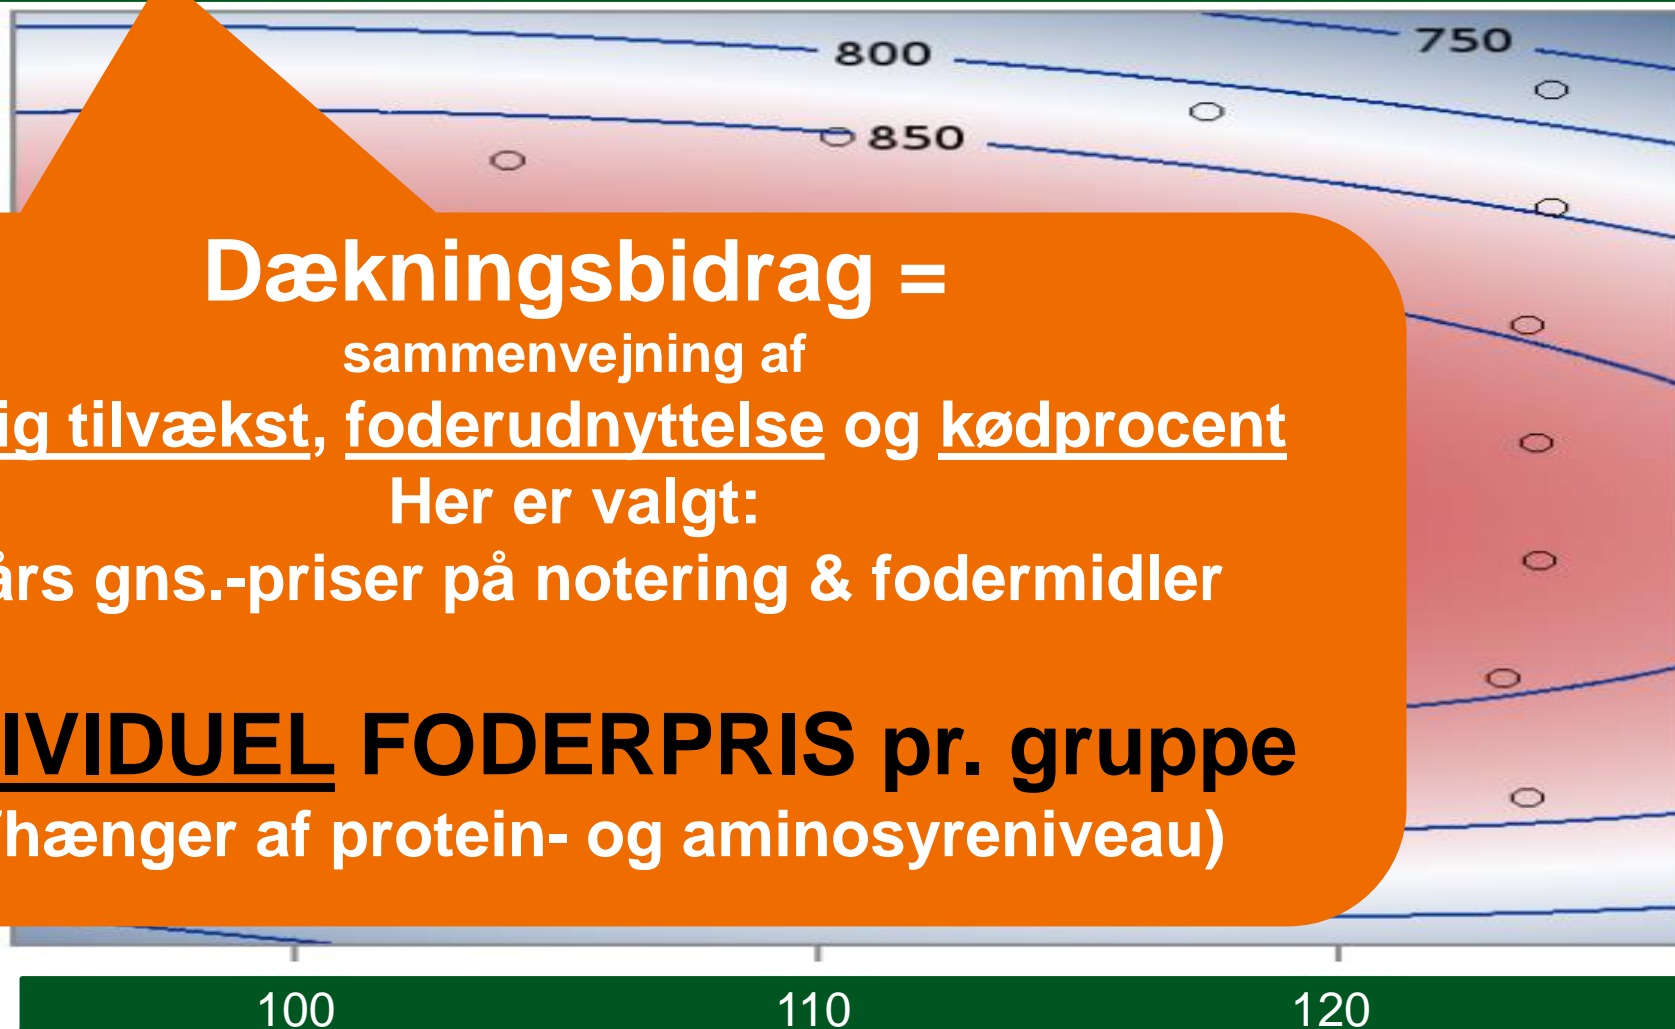 750
800
850
Dækningsbidrag =
sammenvejning af
tilvækst, foderudnyttelse og kødprocent
Her er valgt:
års gns.-priser på notering & fodermidler
IVIDUEL FODERPRIS pr. gruppe
hænger af protein- og aminosyreniveau)
100 110 120